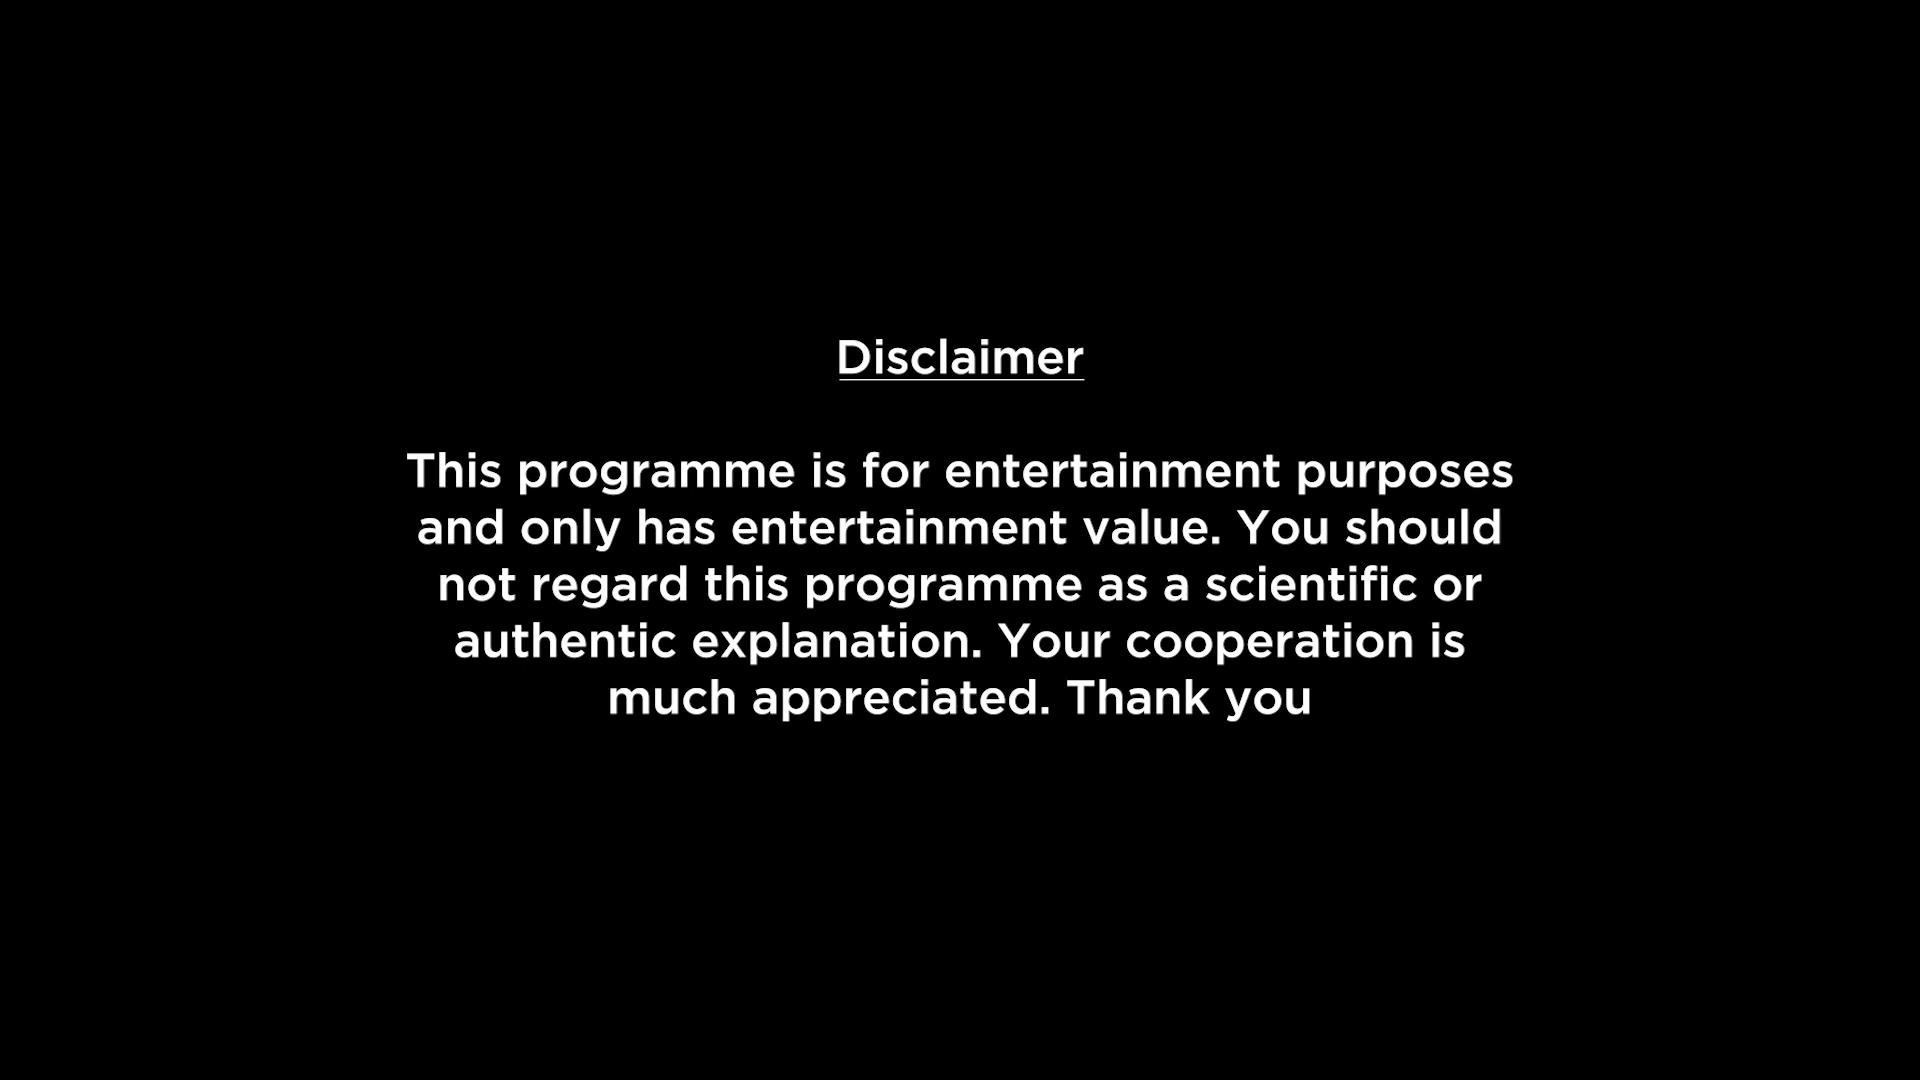 Disclaimer
This programme is for entertainment purposes
and only has entertainment value. You should
not regard this programme as a scientific or
authentic explanation. Your cooperation is
much appreciated. Thank you